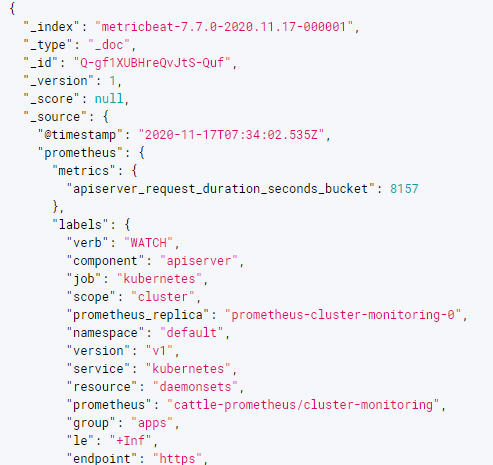 {
"_index": "metricbeat-7.7.0-2020.11.17-000001",
"_type": "_doc",
"_id": "Q-gf1XUBHreQvJtS-Quf",
"_version": 1,
"_score": null,
"_source": {
"@timestamp": "2020-11-17T07:34:02.535Z",
"prometheus": {
"metrics": {
"apiserver_request_duration_seconds_bucket": 8157
},
"labels": {
"verb": "WATCH",
"component": "apiserver",
"job": "kubernetes",
"scope": "cluster",
"prometheus_replica": "prometheus-cluster-monitoring-0",
"namespace": "default",
"version": "v1",
"service": "kubernetes",
"resource": "daemonsets",
"prometheus": "cattle-prometheus/cluster-monitoring",
"group": "apps",
"le": "+Inf",
"endpoint": "https",